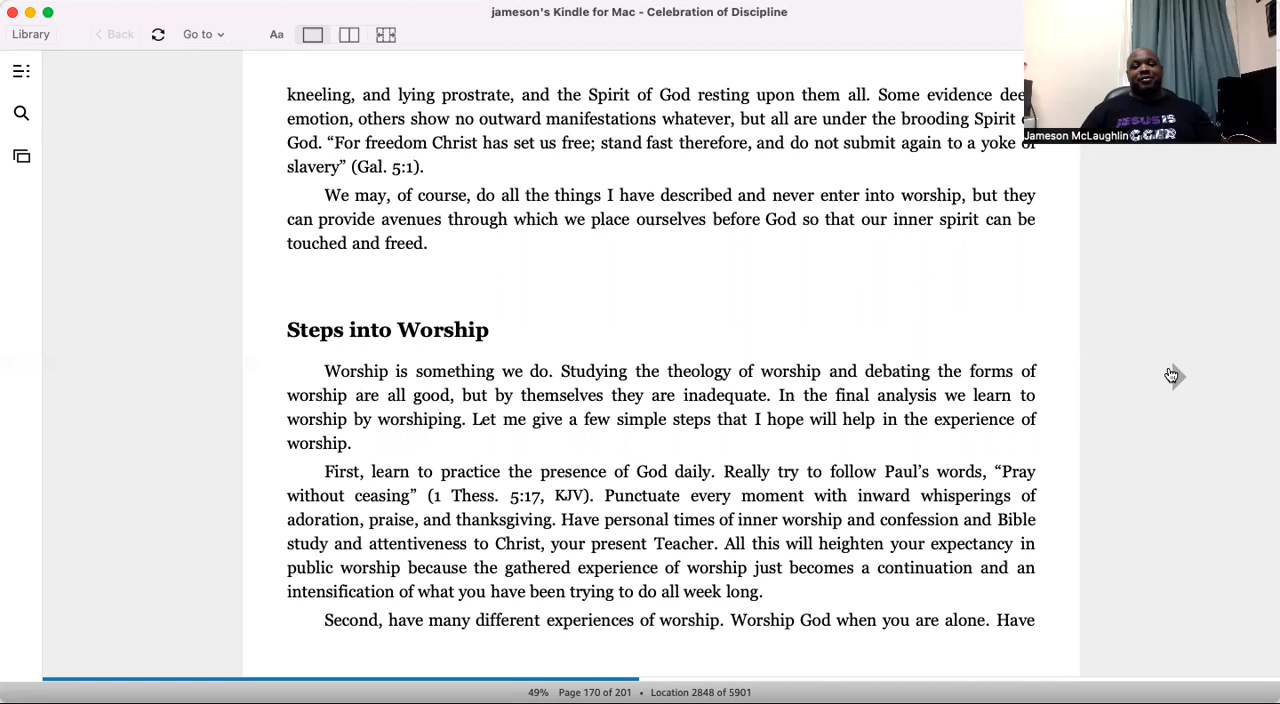 jameson's Kindle for Mac - Celebration of Discipline
Library
Back
Go to
Aa
kneeling, and lying prostrate, and the Spirit of God resting upon them all. Some evidence dee
emotion, others show no outward manifestations whatever, but all are under the brooding Spirit
God. “For freedom Christ has set us free; stand fast therefore, and do not submit again to a yoke of
slavery” (Gal. 5:1).
We may, of course, do all the things I have described and never enter into worship, but they
can provide avenues through which we place ourselves before God so that our inner spirit can be
touched and freed.
Steps into Worship
Worship is something we do. Studying the theology of worship and debating the forms of
worship are all good, but by themselves they are inadequate. In the final analysis we learn to
worship by worshiping. Let me give a few simple steps that I hope will help in the experience of
worship.
First, learn to practice the presence of God daily. Really try to follow Paul’s words, “Pray
without ceasing” (1 Thess. 5:17, KJV). Punctuate every moment with inward whisperings of
adoration, praise, and thanksgiving. Have personal times of inner worship and confession and Bible
study and attentiveness to Christ, your present Teacher. All this will heighten your expectancy in
public worship because the gathered experience of worship just becomes a continuation and an
intensification of what you have been trying to do all week long.
Second, have many different experiences of worship. Worship God when you are alone. Have
JESUS IS
Jameson McLaughlin
49% Page 170 of 201 • Location 2848 of 5901